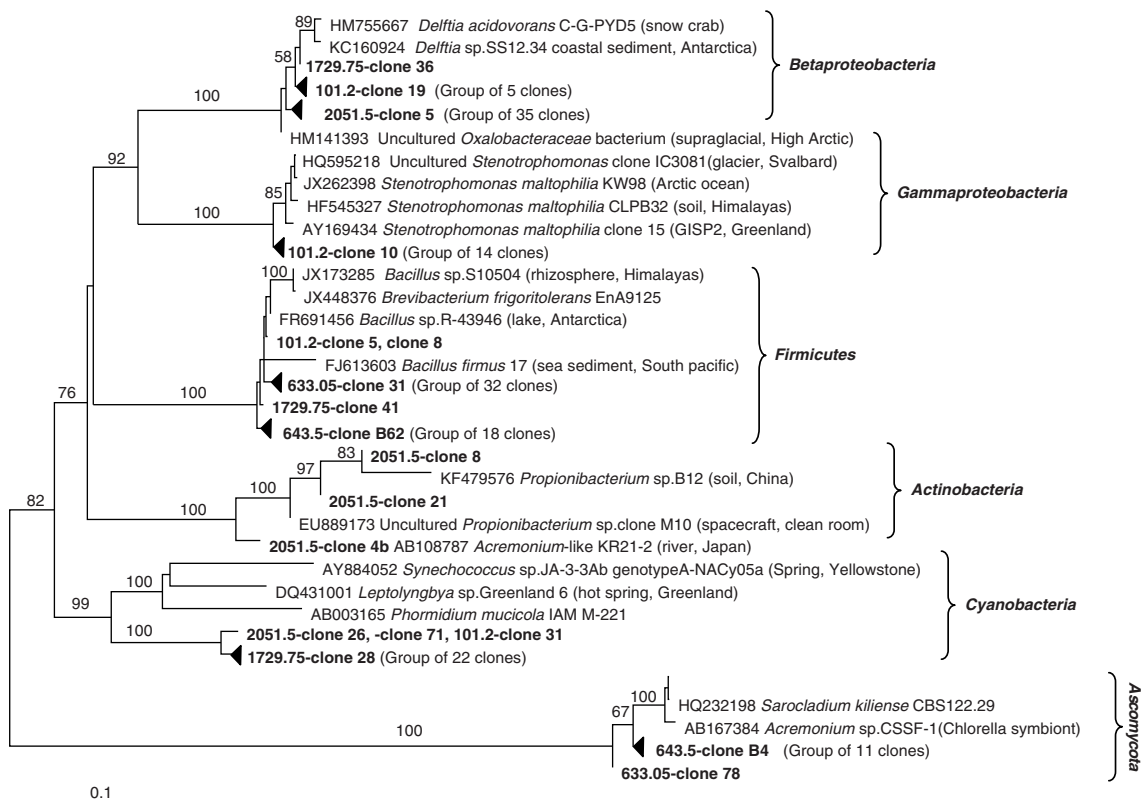 89
HM755667 Delftia acidovorans C-G-PYD5 (snow crab)
KC160924 Delftia sp.SS12.34 coastal sediment, Antarctica)
58
1729.75-clone 36
Betaproteobacteria
101.2-clone 19 (Group of 5 clones)
100
2051.5-clone 5 (Group of 35 clones)
HM141393 Uncultured Oxalobacteraceae bacterium (supraglacial, High Arctic)
92
HQ595218 Uncultured Stenotrophomonas clone IC3081(glacier, Svalbard)
JX262398 Stenotrophomonas maltophilia KW98 (Arctic ocean)
85
Gammaproteobacteria
HF545327 Stenotrophomonas maltophilia CLPB32 (soil, Himalayas)
100
AY169434 Stenotrophomonas maltophilia clone 15 (GISP2, Greenland)
101.2-clone 10 (Group of 14 clones)
100
JX173285 Bacillus sp.S10504 (rhizosphere, Himalayas)
JX448376 Brevibacterium frigoritolerans EnA9125
FR691456 Bacillus sp.R-43946 (lake, Antarctica)
101.2-clone 5, clone 8
Firmicutes
FJ613603 Bacillus firmus 17 (sea sediment, South pacific)
633.05-clone 31 (Group of 32 clones)
76
100
1729.75-clone 41
643.5-clone B62 (Group of 18 clones)
83
2051.5-clone 8
97
KF479576 Propionibacterium sp.B12 (soil, China)
100
Actinobacteria
82
2051.5-clone 21
100
EU889173 Uncultured Propionibacterium sp.clone M10 (spacecraft, clean room)
2051.5-clone 4b AB108787 Acremonium-like KR21-2 (river, Japan)
AY884052 Synechococcus sp.JA-3-3Ab genotypeA-NACy05a (Spring, Yellowstone)
100
DQ431001 Leptolyngbya sp.Greenland 6 (hot spring, Greenland)
99
Cyanobacteria
AB003165 Phormidium mucicola IAM M-221
100
2051.5-clone 26, -clone 71, 101.2-clone 31
1729.75-clone 28 (Group of 22 clones)
100
HQ232198 Sarocladium kiliense CBS122.29
67
AB167384 Acremonium sp.CSSF-1(Chlorella symbiont)
Ascomycota
100
643.5-clone B4 (Group of 11 clones)
633.05-clone 78
0.1